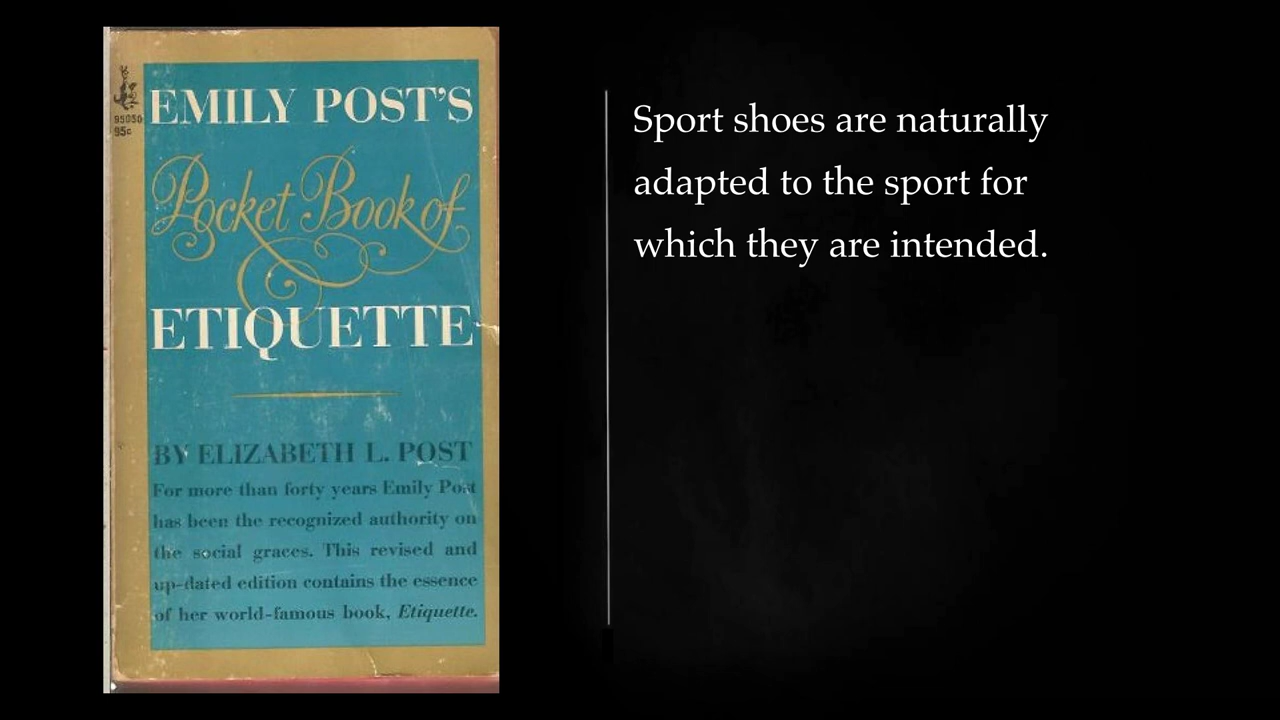 EMILY POST'S
95050
95c
Pocket Book of
ETIQUETTE
BY ELIZABETH L. POST
For more than forty years Emily Post
has been the recognized authority on
the social graces. This revised and
up-dated edition contains the essence
of her world-famous book, Etiquette.
Sport shoes are naturally
adapted to the sport for
which they are intended.